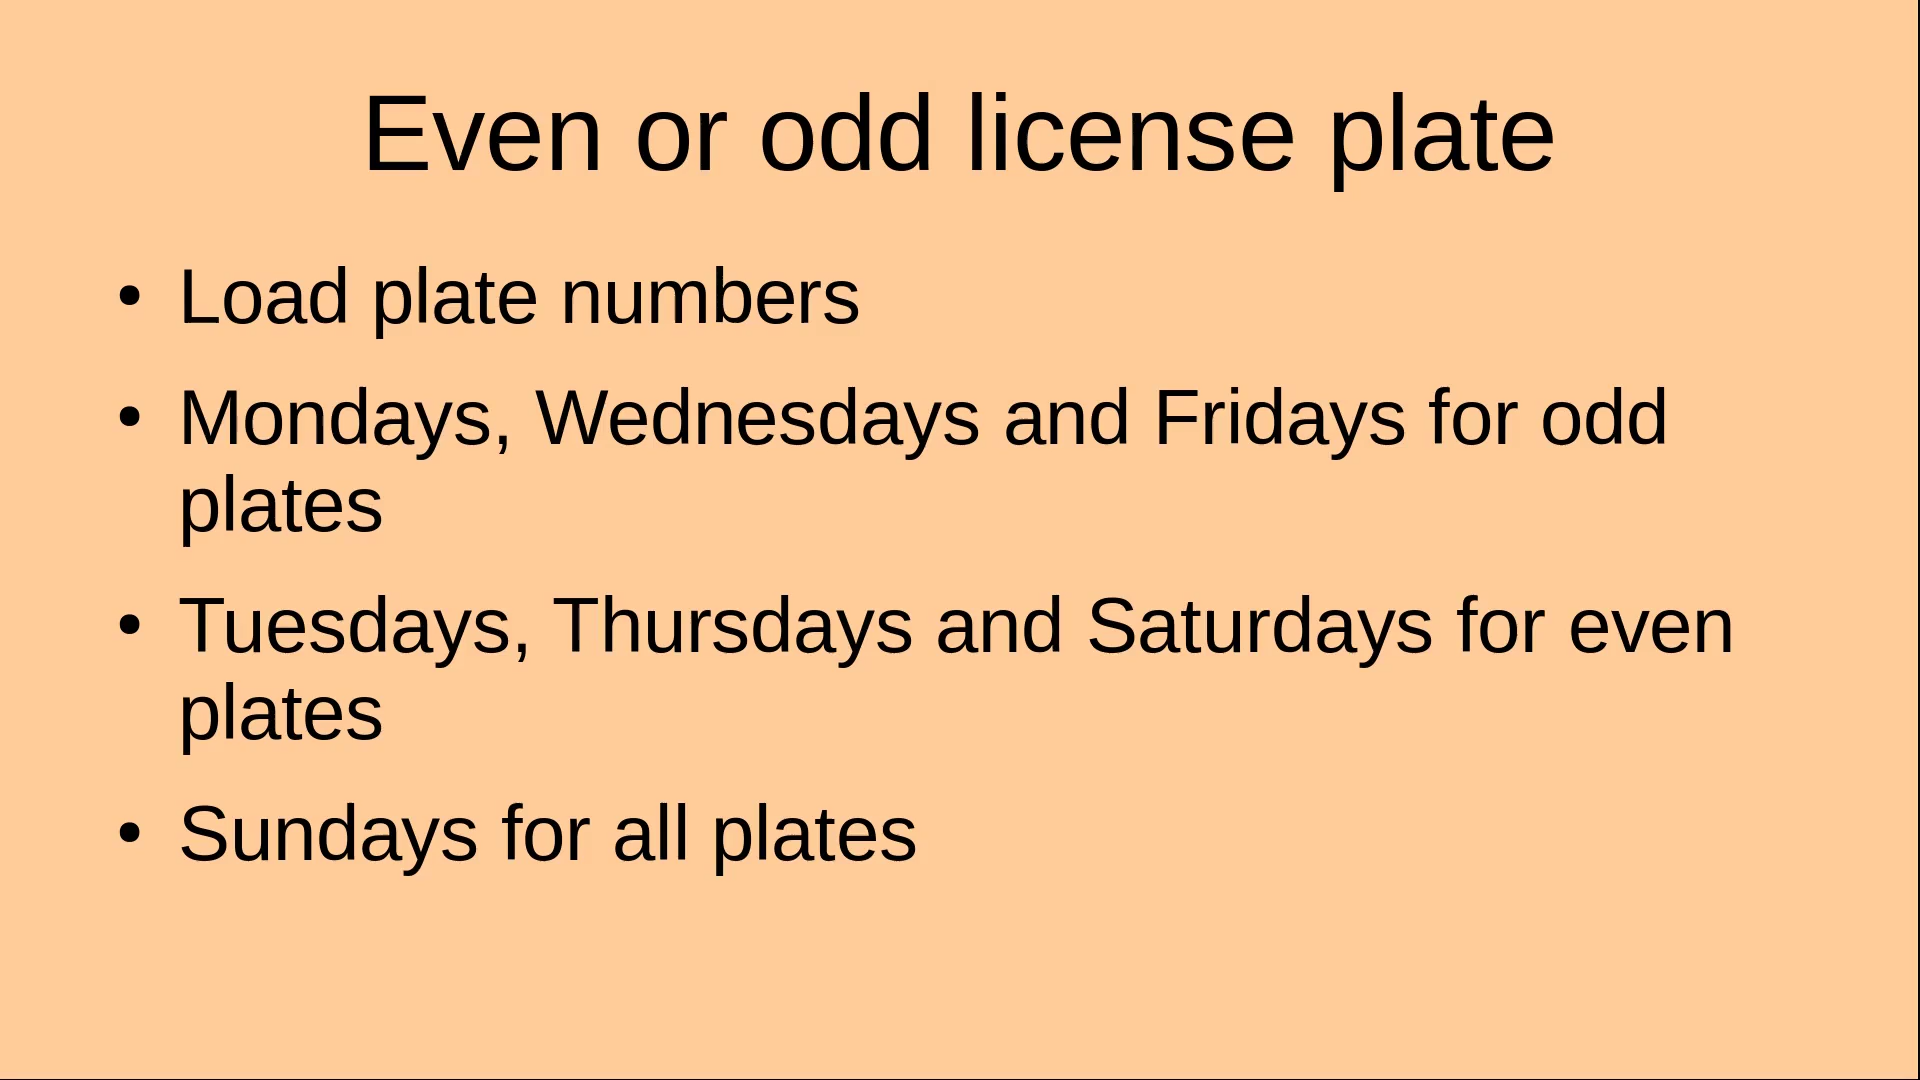 Even or odd license plate
• Load plate numbers
• Mondays, Wednesdays and Fridays for odd
plates
• Tuesdays, Thursdays and Saturdays for even
plates
• Sundays for all plates